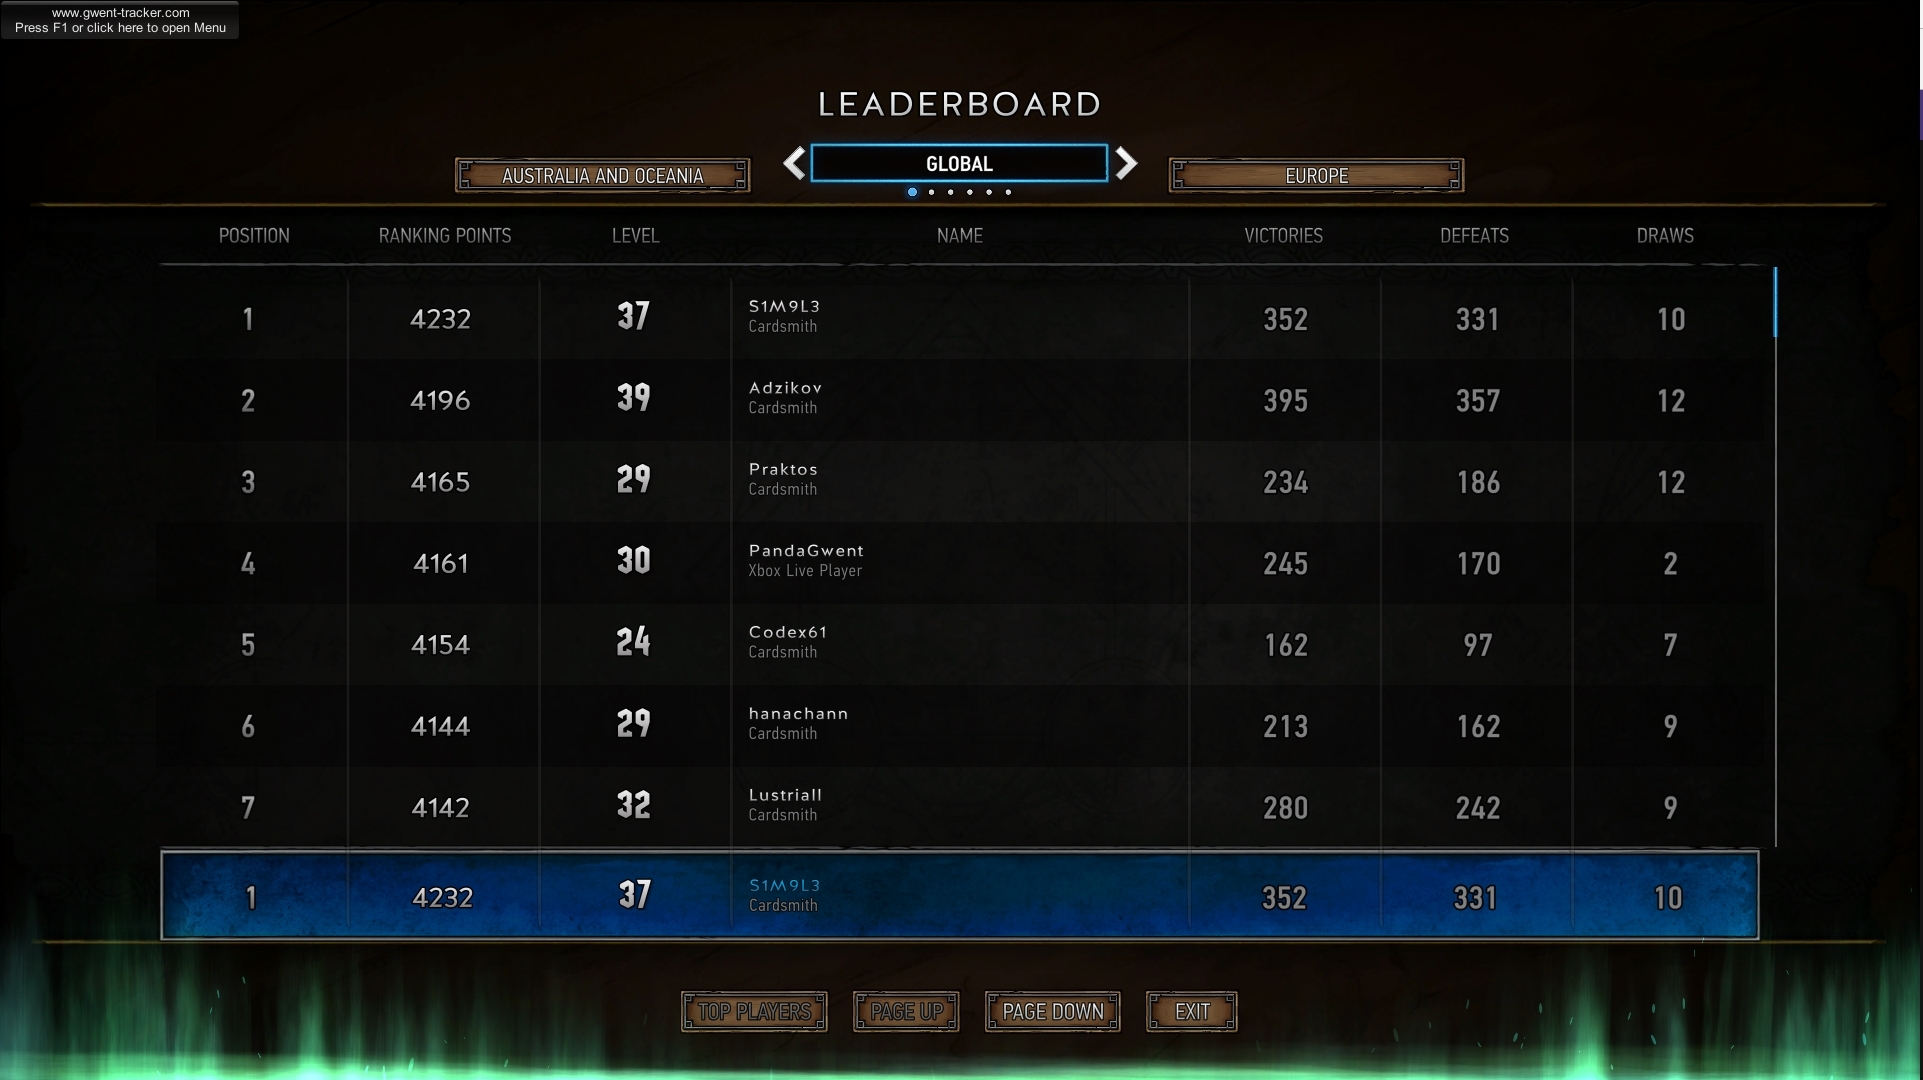 www.gwent-tracker.com
Press F1 or click here to open Menu
LEADERBOARD
AUSTRALIA AND OCEANIA
GLOBAL
EUROPE
POSITION RANKING POINTS LEVEL NAME VICTORIES DEFEATS DRAWS
1 4232 37 S1M9L3 352 331 10
Cardsmith
2 4196 39 Adzikov 395 357 12
Cardsmith
3 4165 29 Praktos 234 186 12
Cardsmith
4 4161 30 PandaGwent 245 170 2
Xbox Live Player
5 4154 24 Codex61 162 97 7
Cardsmith
6 4144 29 hanachann 213 162 9
Cardsmith
7 4142 32 Lustriall 280 242 9
Cardsmith
1 4232 37 S1M9L3 352 331 10
Cardsmith
TOP PLAYERS PAGE UP PAGE DOWN EXIT